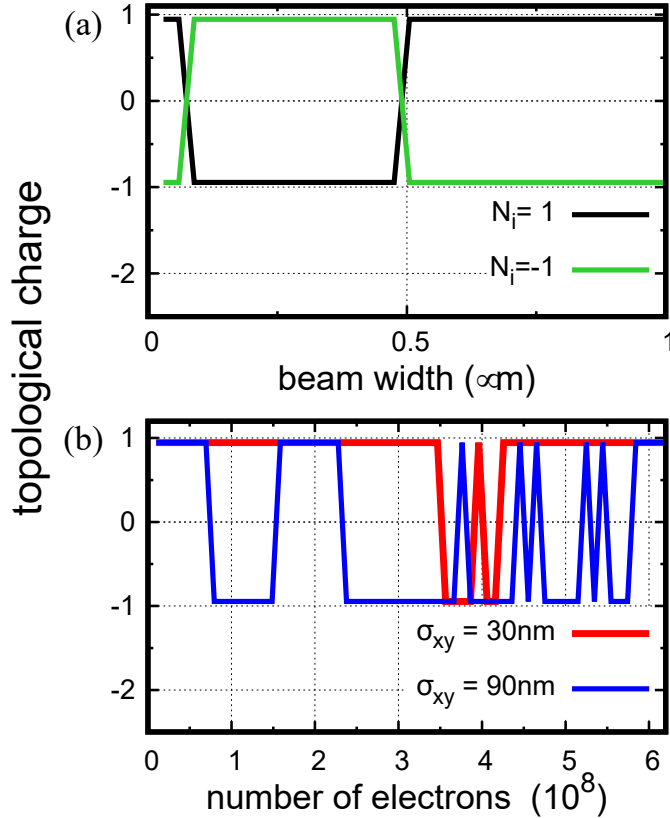 (a)
1
0
-1
-2
N_i= 1
N_i=-1
0
0.5
1
beam width (∝m)
topological charge
(b)
1
0
-1
-2
σ_xy = 30nm
σ_xy = 90nm
0
1
2
3
4
5
6
number of electrons (10^8)